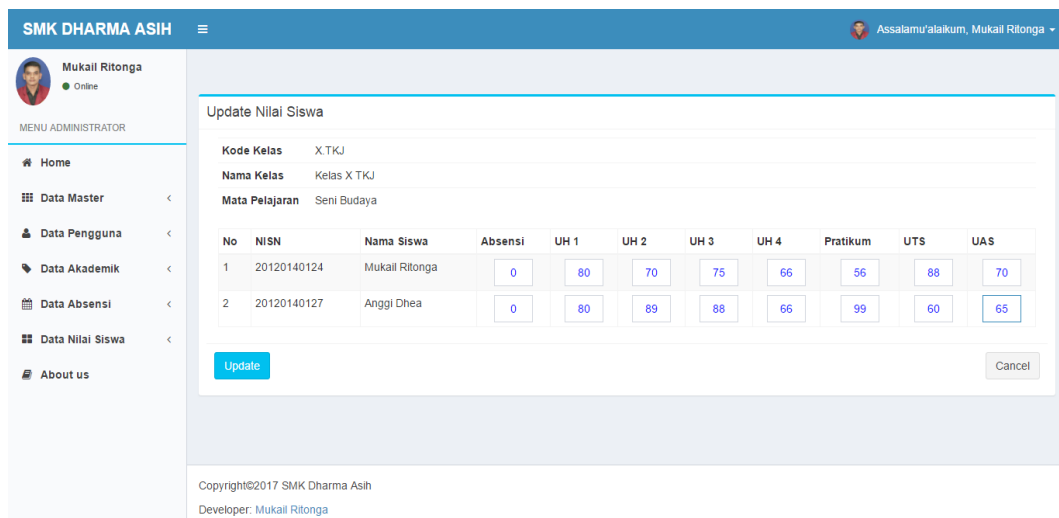 SMK DHARMA ASIH
Assalamu'alaikum, Mukail Ritonga
Mukail Ritonga
Online
MENU ADMINISTRATOR
Home
Data Master
Data Pengguna
Data Akademik
Data Absensi
Data Nilai Siswa
About us
Update Nilai Siswa
Kode Kelas X.TKJ
Nama Kelas Kelas X TKJ
Mata Pelajaran Seni Budaya
No NISN Nama Siswa Absensi UH 1 UH 2 UH 3 UH 4 Pratikum UTS UAS
1 20120140124 Mukail Ritonga 0 80 70 75 66 56 88 70
2 20120140127 Anggi Dhea 0 80 89 88 66 99 60 65
Update Cancel
Copyright©2017 SMK Dharma Asih
Developer: Mukail Ritonga